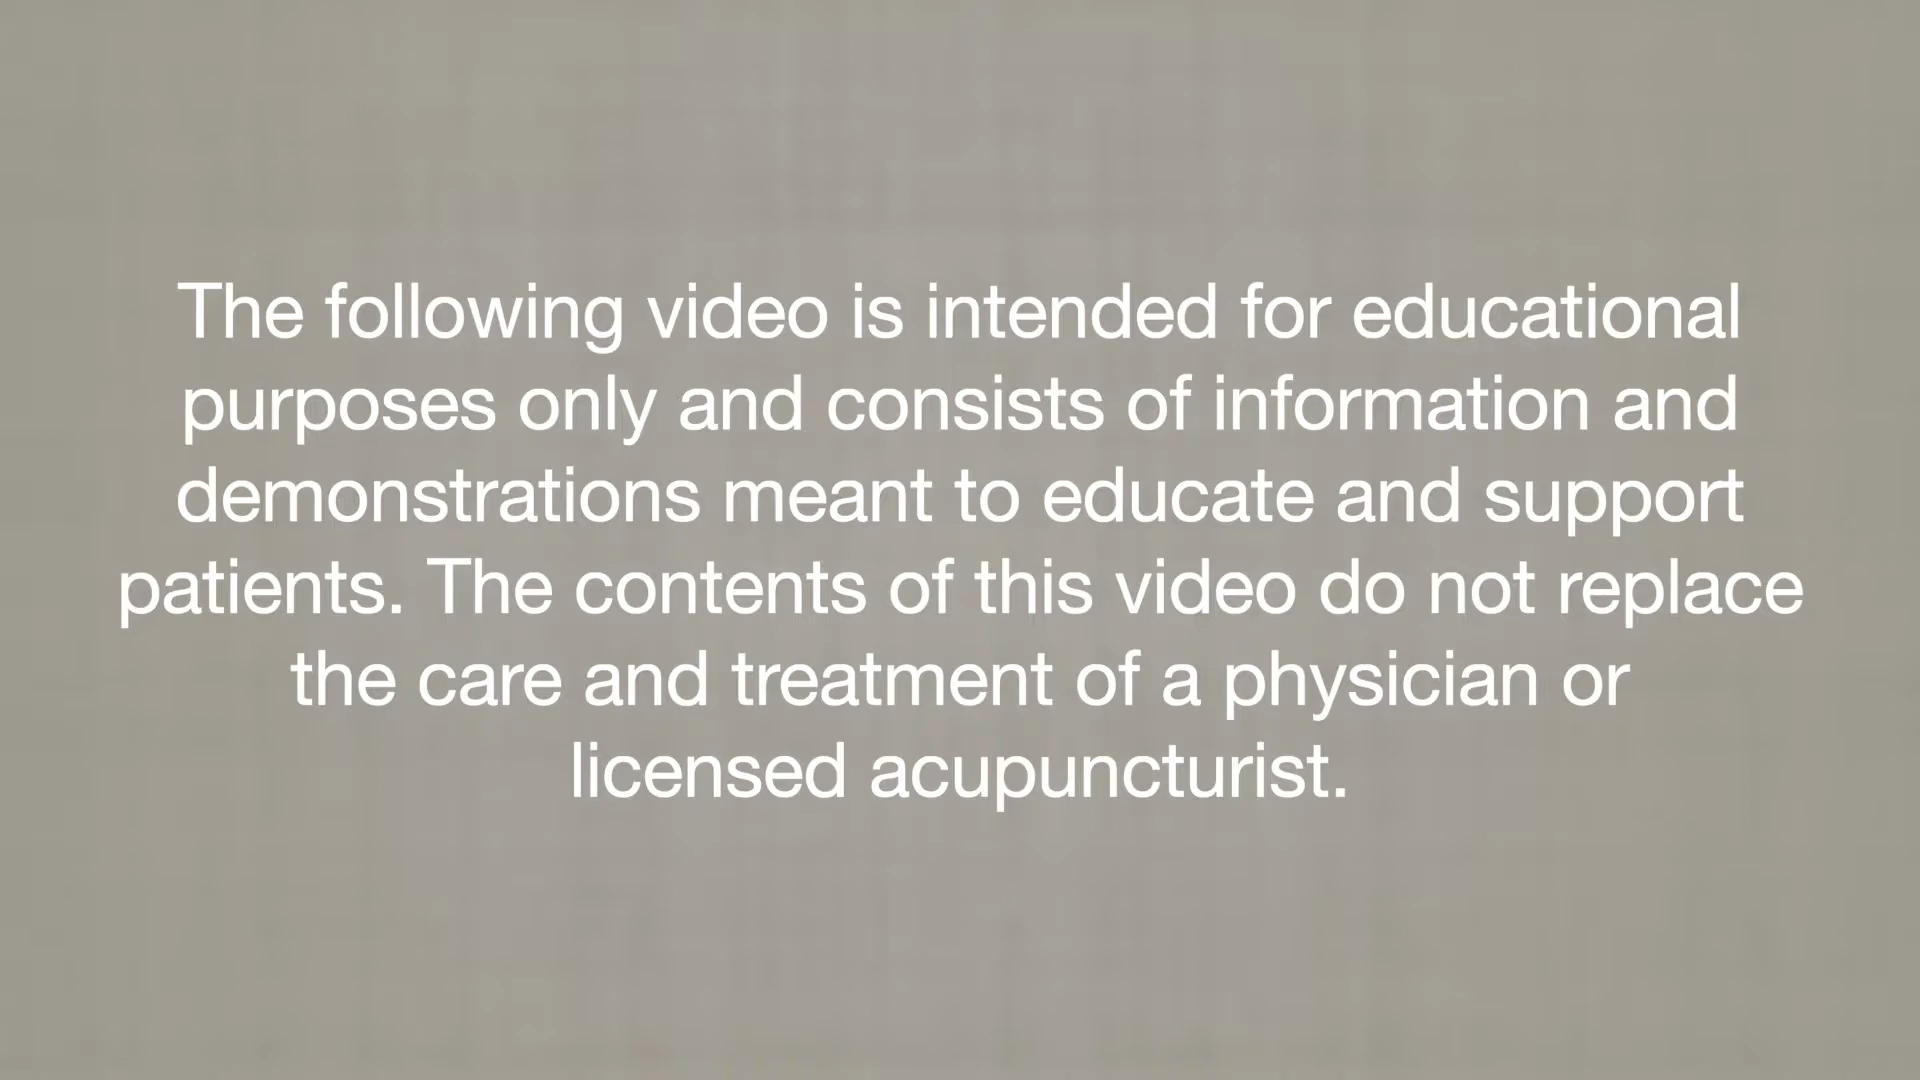 The following video is intended for educational
purposes only and consists of information and
demonstrations meant to educate and support
patients. The contents of this video do not replace
the care and treatment of a physician or
licensed acupuncturist.